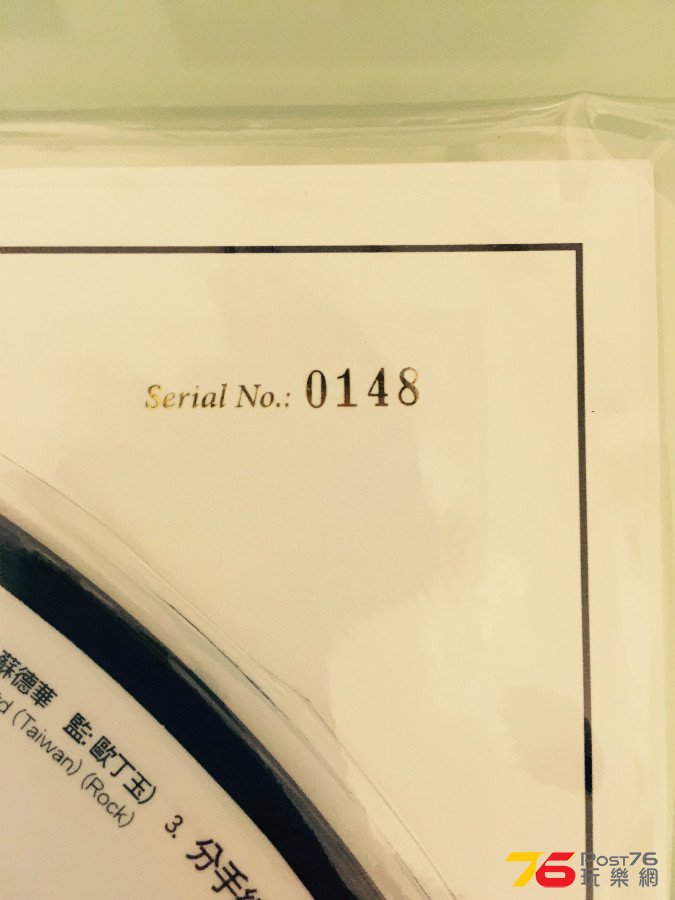 Serial No.: 0148
蘇德華 監: 歐丁玉)
(Taiwan) (Rock)
3. 分手
76 POST76
玩樂網